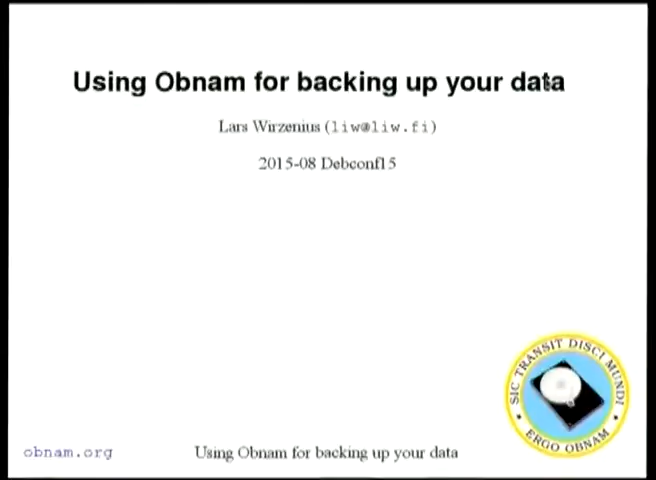 Using Obnam for backing up your data
Lars Wirzenius (liw@liw.fi)
2015-08 Debconf15
SIC TRANSIT DISCI MUNDI
ERGO OBNAM
obnam.org
Using Obnam for backing up your data